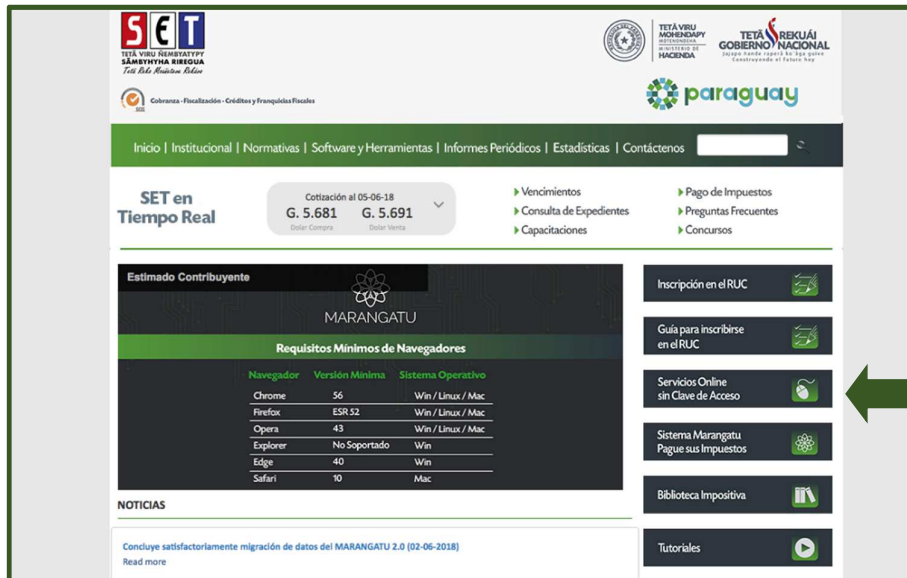 SET
TETÃ VIRU ÑEMBYATYPY
SÃMBYHYHA RIREGUA
TETÃ VIRU
MOHENDAPY
MINISTERIO DE
HACIENDA
TETÃ REKUÁI
GOBIERNO NACIONAL
Construyendo el futuro hoy
Cobranza - Fiscalización - Créditos y Franquicias Fiscales
paraguay
Inicio | Institucional | Normativas | Software y Herramientas | Informes Periódicos | Estadísticas | Contáctenos
SET en
Tiempo Real
Cotización al 05-06-18
G. 5.681 G. 5.691
Dolar Compra Dolar Venta
Vencimientos
Consulta de Expedientes
Capacitaciones
Pago de Impuestos
Preguntas Frecuentes
Concursos
Estimado Contribuyente
MARANGATU
Requisitos Mínimos de Navegadores
Navegador Versión Mínima Sistema Operativo
Chrome 56 Win / Linux / Mac
Firefox ESR 52 Win / Linux / Mac
Opera 43 Win / Linux / Mac
Explorer No Soportado Win
Edge 40 Win
Safari 10 Mac
Inscripción en el RUC
Guía para inscribirse
en el RUC
Servicios Online
sin Clave de Acceso
Sistema Marangatu
Pague sus Impuestos
Biblioteca Impositiva
Tutoriales
NOTICIAS
Concluye satisfactoriamente migración de datos del MARANGATU 2.0 (02-06-2018)
Read more